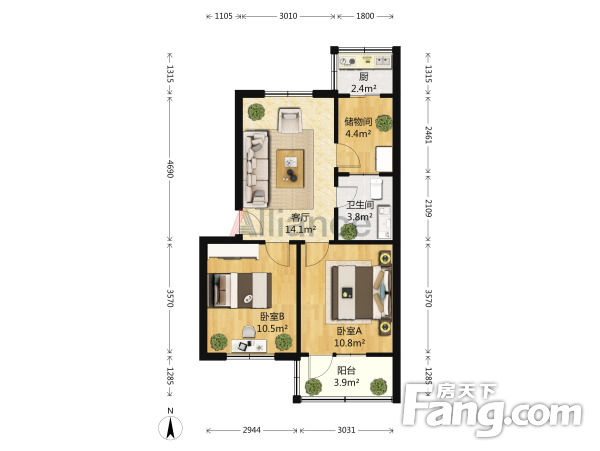 1105 3010 1800
1315
4690
3570
1285
1315
2461
2109
3570
1285
厨
2.4m²
储物间
4.4m²
卫生间
3.8m²
客厅
14.1m²
Alliance
卧室B
10.5m²
卧室A
10.8m²
阳台
3.9m²
N
2944 3031
房天下
Fang.com